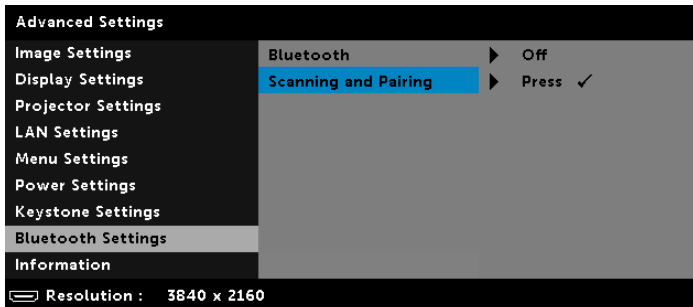 Advanced Settings
Image Settings
Bluetooth Off
Display Settings
Scanning and Pairing Press ✓
Projector Settings
LAN Settings
Menu Settings
Power Settings
Keystone Settings
Bluetooth Settings
Information
Resolution : 3840 x 2160